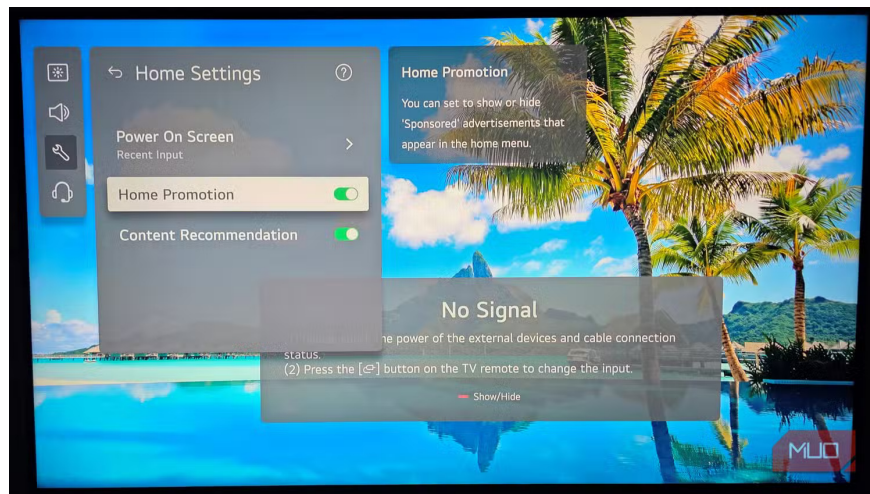 Home Settings
Power On Screen
Recent Input
Home Promotion
Content Recommendation
Home Promotion
You can set to show or hide
'Sponsored' advertisements that
appear in the home menu.
No Signal
he power of the external devices and cable connection
status.
(2) Press the [ ] button on the TV remote to change the input.
Show/Hide
MUO